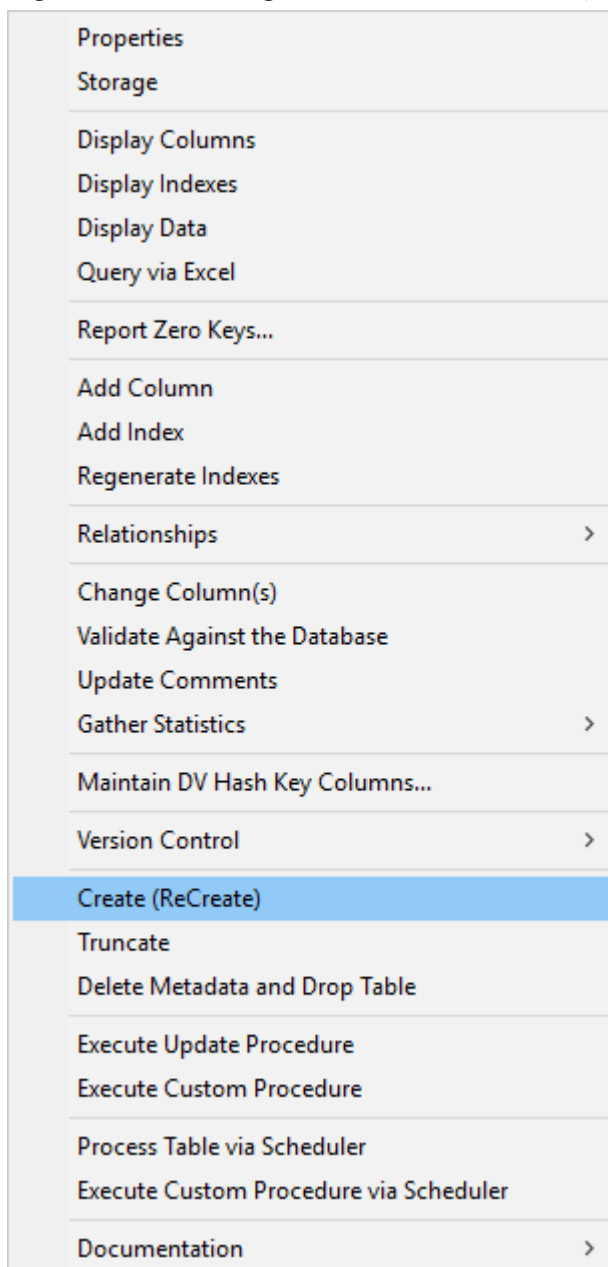 Properties
Storage
Display Columns
Display Indexes
Display Data
Query via Excel
Report Zero Keys...
Add Column
Add Index
Regenerate Indexes
Relationships
Change Column(s)
Validate Against the Database
Update Comments
Gather Statistics
Maintain DV Hash Key Columns...
Version Control
Create (ReCreate)
Truncate
Delete Metadata and Drop Table
Execute Update Procedure
Execute Custom Procedure
Process Table via Scheduler
Execute Custom Procedure via Scheduler
Documentation